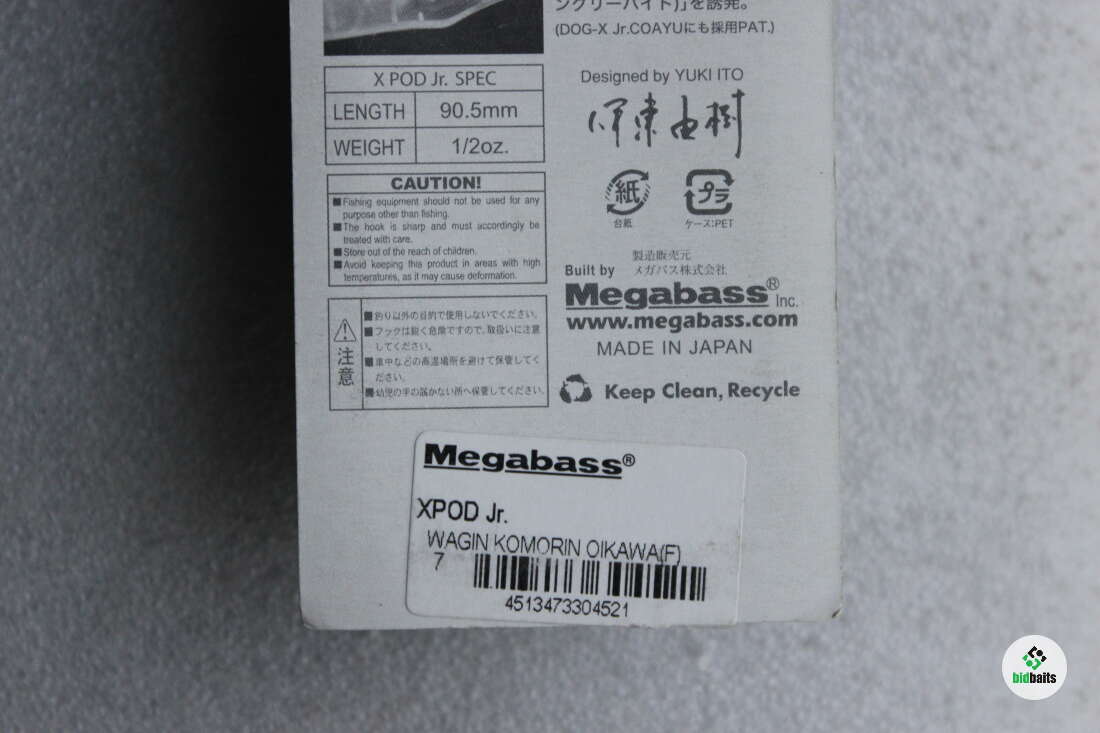 ングリーバイト)」を誘発。
(DOG-X Jr.COAYUにも採用PAT.)
X POD Jr. SPEC
LENGTH 90.5mm
WEIGHT 1/2oz.
CAUTION!
■Fishing equipment should not be used for any
purpose other than fishing.
■The hook is sharp and must accordingly be
treated with care.
■Store out of the reach of children.
■Avoid keeping this product in areas with high
temperatures, as it may cause deformation.
注意
■釣り以外の目的で使用しないでください。
■フックは鋭く危険ですので、取扱いに注意
してください。
■車中などの高温場所を避けて保管してく
ださい。
■幼児の手の届かない所へ保管してください。
Designed by YUKI ITO
伊東由樹
紙
台紙
プラ
ケース:PET
製造販売元
Built by メガバス株式会社
Megabass® Inc.
www.megabass.com
MADE IN JAPAN
Keep Clean, Recycle
Megabass®
XPOD Jr.
WAGIN KOMORIN OIKAWA(F)
7
4513473304521
bidbaits